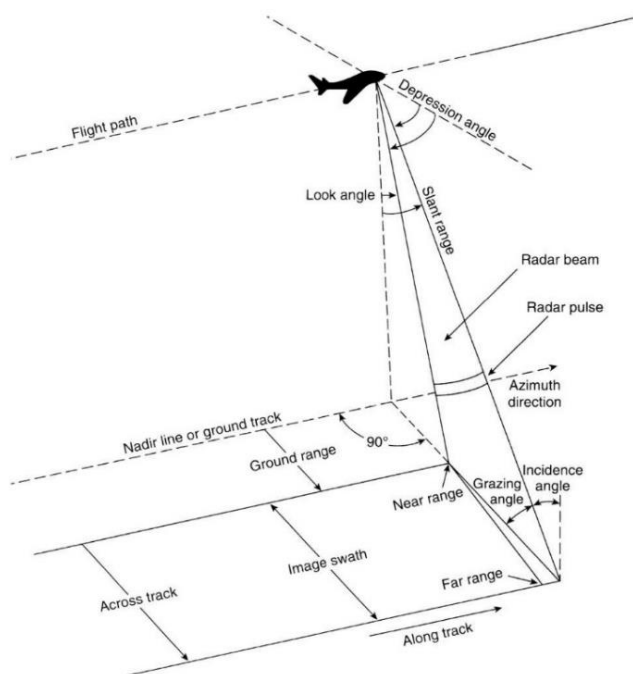 Flight path
Depression angle
Look angle
Slant range
Radar beam
Radar pulse
Azimuth
direction
Nadir line or ground track
90°
Ground range
Incidence
angle
Grazing
angle
Near range
Image swath
Across track
Far range
Along track